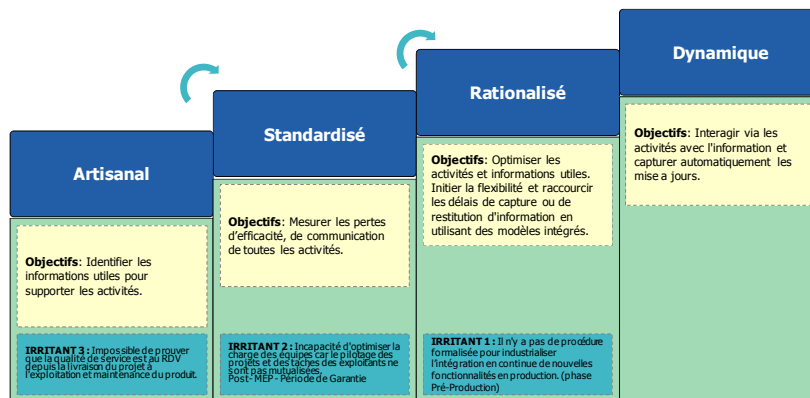 Dynamique
Rationalisé
Standardisé
Artisanal
Objectifs: Identifier les
informations utiles pour
supporter les activités.
IRRITANT 3 : Impossible de prouver
que la qualité de service est au RDV
depuis la livraison du projet à
l'exploitation et maintenance du produit.
Objectifs: Mesurer les pertes
d’efficacité, de communication
de toutes les activités.
IRRITANT 2 : Incapacité d'optimiser la
charge des équipes car le pilotage des
projets et des taches des exploitants ne
sont pas mutualisées.
Post- MEP - Période de Garantie
Objectifs: Optimiser les
activités et informations utiles.
Initier la flexibilité et raccourcir
les délais de capture ou de
restitution d'information en
utilisant des modèles intégrés.
IRRITANT 1 : Il n'y a pas de procédure
formalisée pour industrialiser
l'intégration en continue de nouvelles
fonctionnalités en production. (phase
Pré-Production)
Objectifs: Interagir via les
activités avec l'information et
capturer automatiquement les
mise a jours.